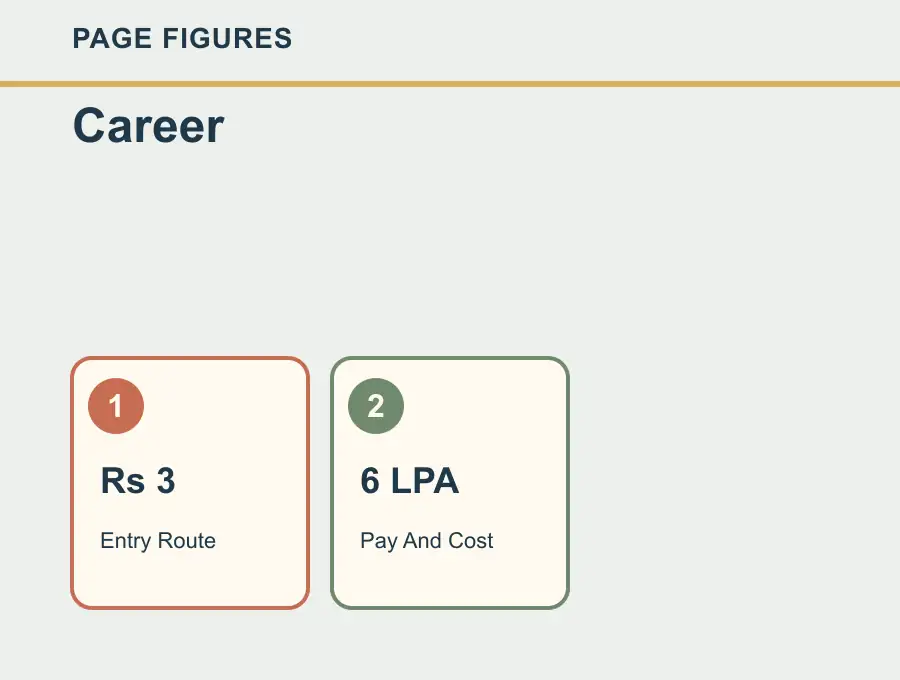 PAGE FIGURES
Career
1
Rs 3
Entry Route
2
6 LPA
Pay And Cost